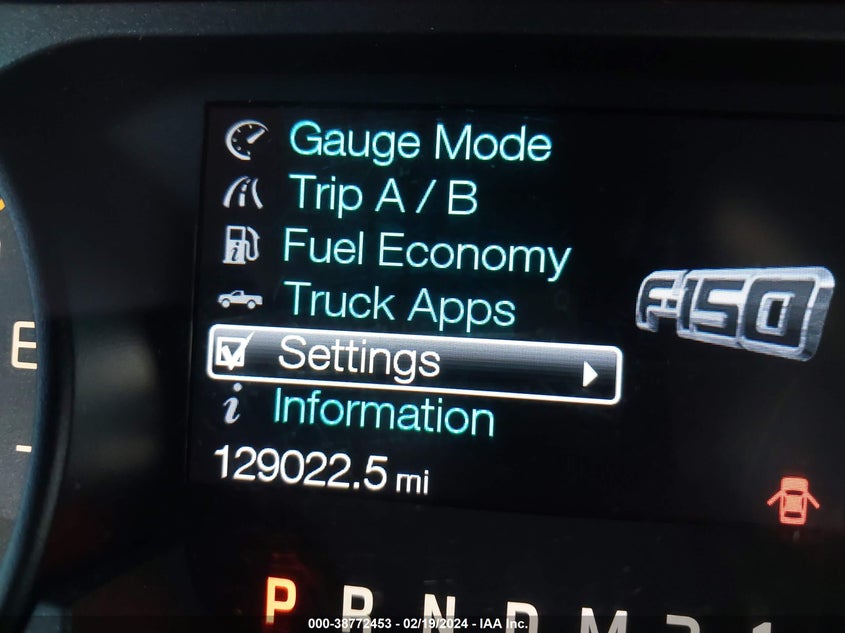 Gauge Mode
Trip A / B
Fuel Economy
Truck Apps
Settings
Information
F-150
129022.5 mi
E
P R N D M 2 1
000-38772453 - 02/19/2024 - IAA Inc.